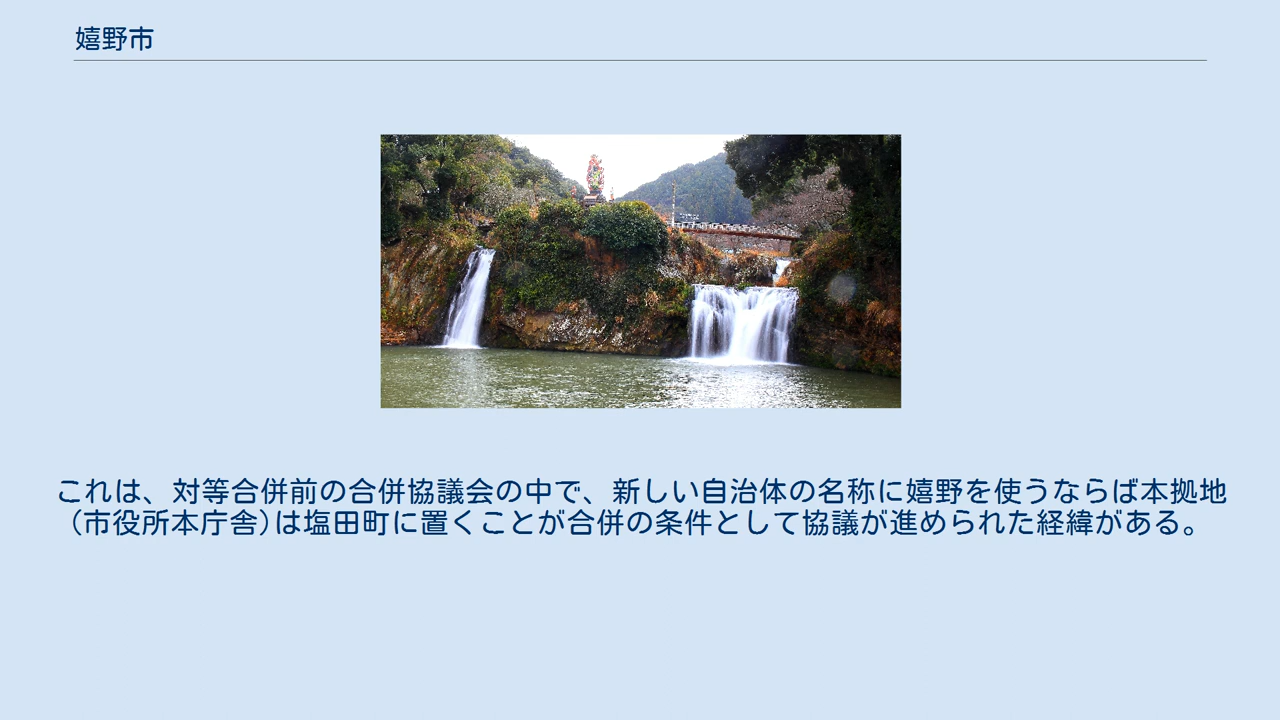 嬉野市
これは、対等合併前の合併協議会の中で、新しい自治体の名称に嬉野を使うならば本拠地
(市役所本庁舎)は塩田町に置くことが合併の条件として協議が進められた経緯がある。